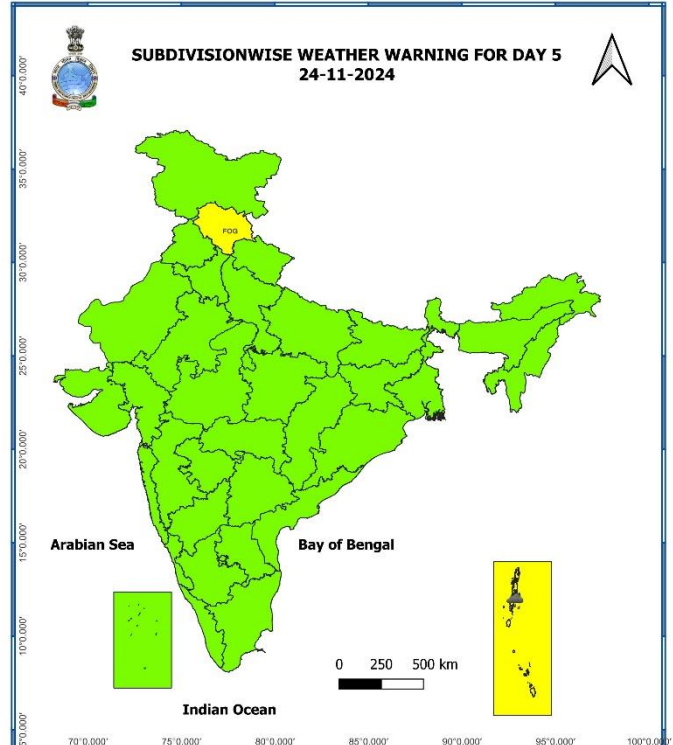 SUBDIVISIONWISE WEATHER WARNING FOR DAY 5
24-11-2024
40°0.000'
35°0.000'
FOG
30°0.000'
25°0.000'
20°0.000'
Arabian Sea
Bay of Bengal
15°0.000'
10°0.000'
0 250 500 km
Indian Ocean
5°0.000'
70°0.000' 75°0.000' 80°0.000' 85°0.000' 90°0.000' 95°0.000' 100°0.000'